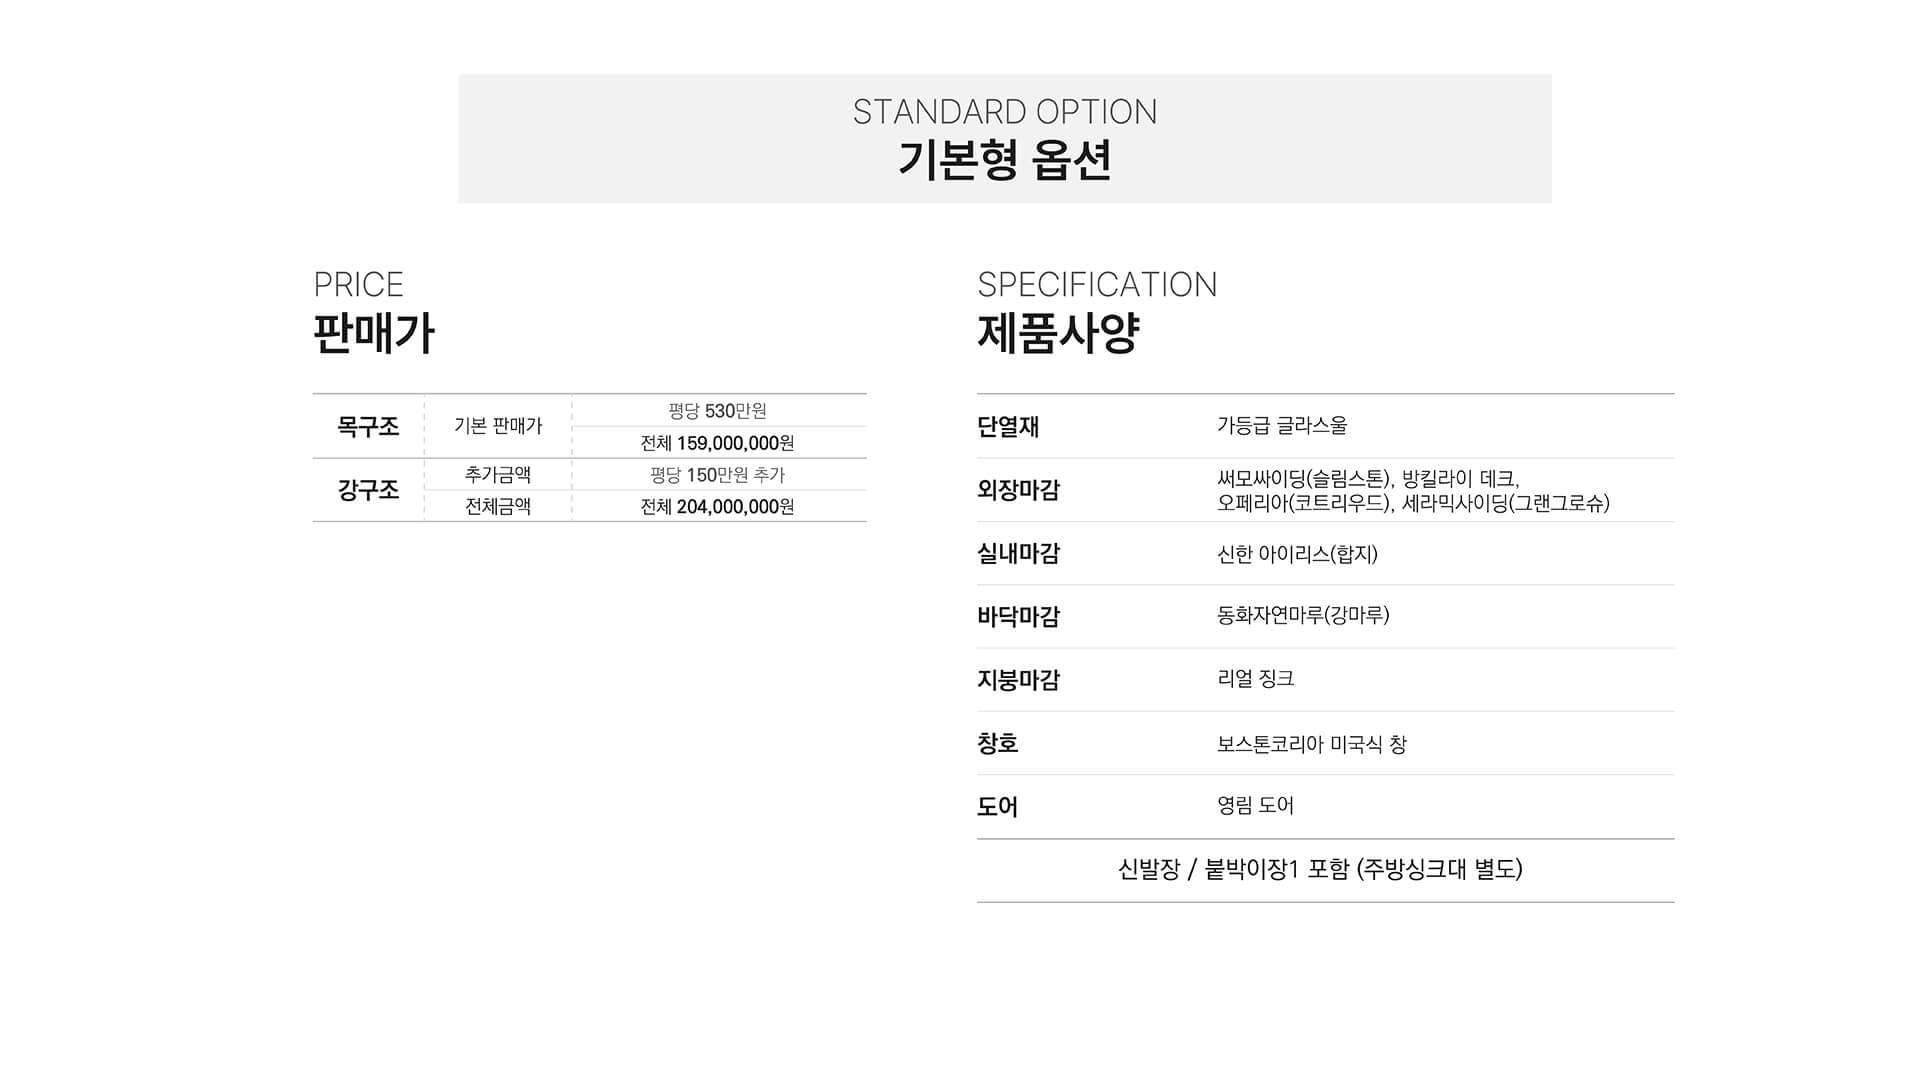 STANDARD OPTION
기본형 옵션
PRICE
판매가
목구조
기본 판매가
평당 530만원
전체 159,000,000원
강구조
추가금액
평당 150만원 추가
전체금액
전체 204,000,000원
SPECIFICATION
제품사양
단열재
가등급 글라스울
외장마감
써모싸이딩(슬림스톤), 방킬라이 데크,
오페리아(코트리우드), 세라믹사이딩(그랜그로슈)
실내마감
신한 아이리스(합지)
바닥마감
동화자연마루(강마루)
지붕마감
리얼 징크
창호
보스톤코리아 미국식 창
도어
영림 도어
신발장 / 붙박이장1 포함 (주방싱크대 별도)